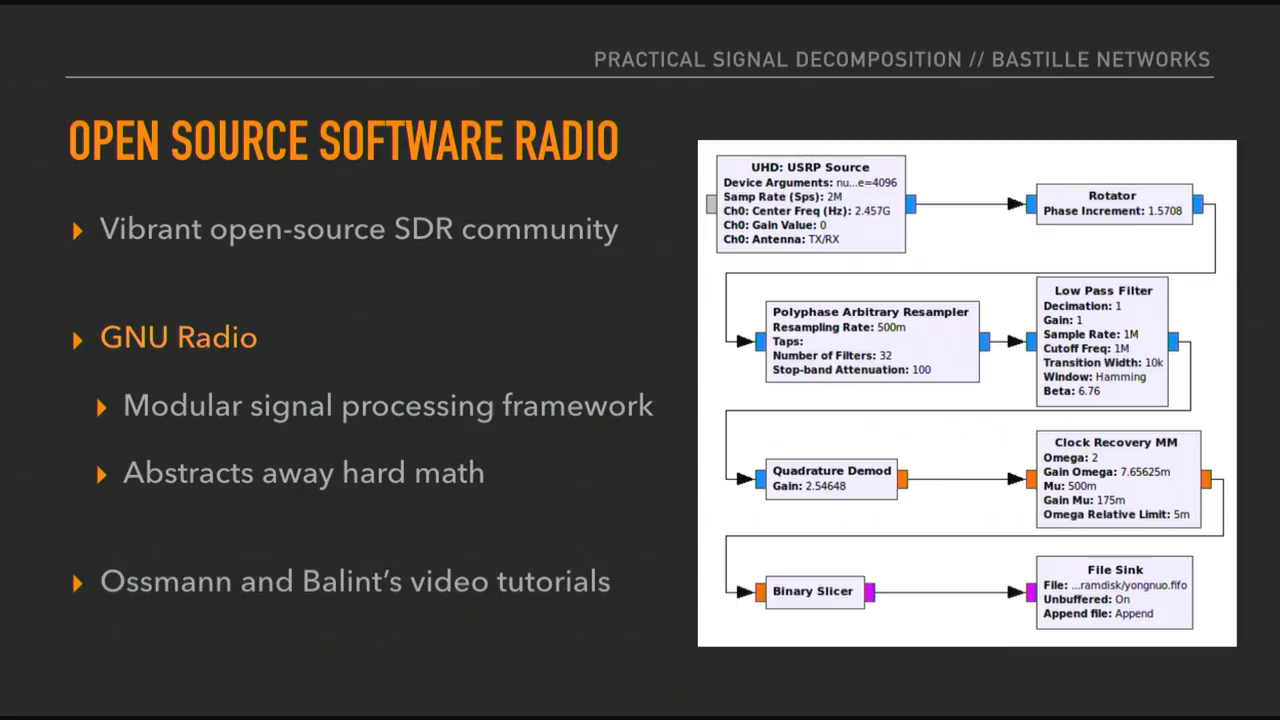 PRACTICAL SIGNAL DECOMPOSITION // BASTILLE NETWORKS
OPEN SOURCE SOFTWARE RADIO
Vibrant open-source SDR community
GNU Radio
Modular signal processing framework
Abstracts away hard math
Ossmann and Balint’s video tutorials
UHD: USRP Source
Device Arguments: nu...e=4096
Samp Rate (Sps): 2M
Ch0: Center Freq (Hz): 2.457G
Ch0: Gain Value: 0
Ch0: Antenna: TX/RX
Rotator
Phase Increment: 1.5708
Polyphase Arbitrary Resampler
Resampling Rate: 500m
Taps:
Number of Filters: 32
Stop-band Attenuation: 100
Low Pass Filter
Decimation: 1
Gain: 1
Sample Rate: 1M
Cutoff Freq: 1M
Transition Width: 10k
Window: Hamming
Beta: 6.76
Quadrature Demod
Gain: 2.54648
Clock Recovery MM
Omega: 2
Gain Omega: 7.65625m
Mu: 500m
Gain Mu: 175m
Omega Relative Limit: 5m
Binary Slicer
File Sink
File: ...ramdisk/yongnuo.fifo
Unbuffered: On
Append file: Append